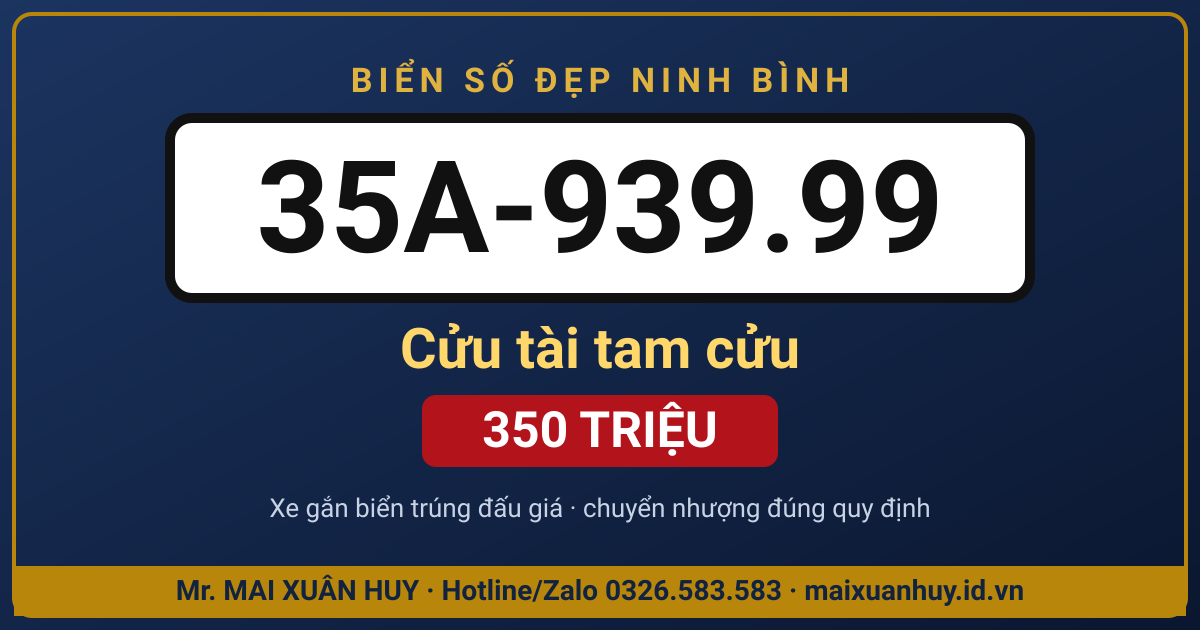 BIỂN SỐ ĐẸP NINH BÌNH
35A-939.99
Cửu tài tam cửu
350 TRIỆU
Xe gắn biển trúng đấu giá · chuyển nhượng đúng quy định
Mr. MAI XUÂN HUY · Hotline/Zalo 0326.583.583 · maixuanhuy.id.vn